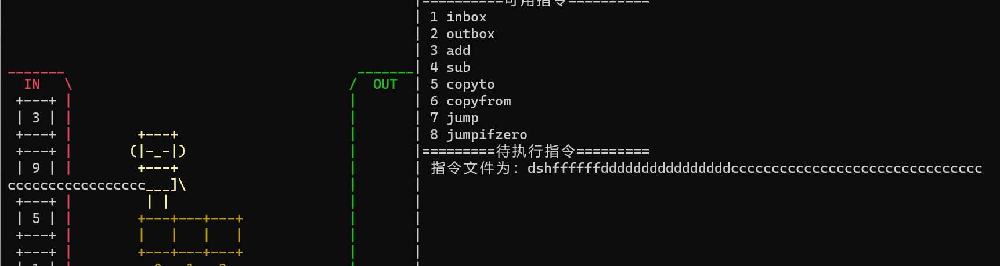 ==========可用指令==========
1 inbox
2 outbox
3 add
4 sub
5 copyto
6 copyfrom
7 jump
8 jumpifzero
=========待执行指令=========
指令文件为：dshffffffddddddddddddddddccccccccccccccccccccccccccccccc
ccccccccccccccccc___]\
IN
OUT
3
(|-_-|)
9
5
1
0 1 2